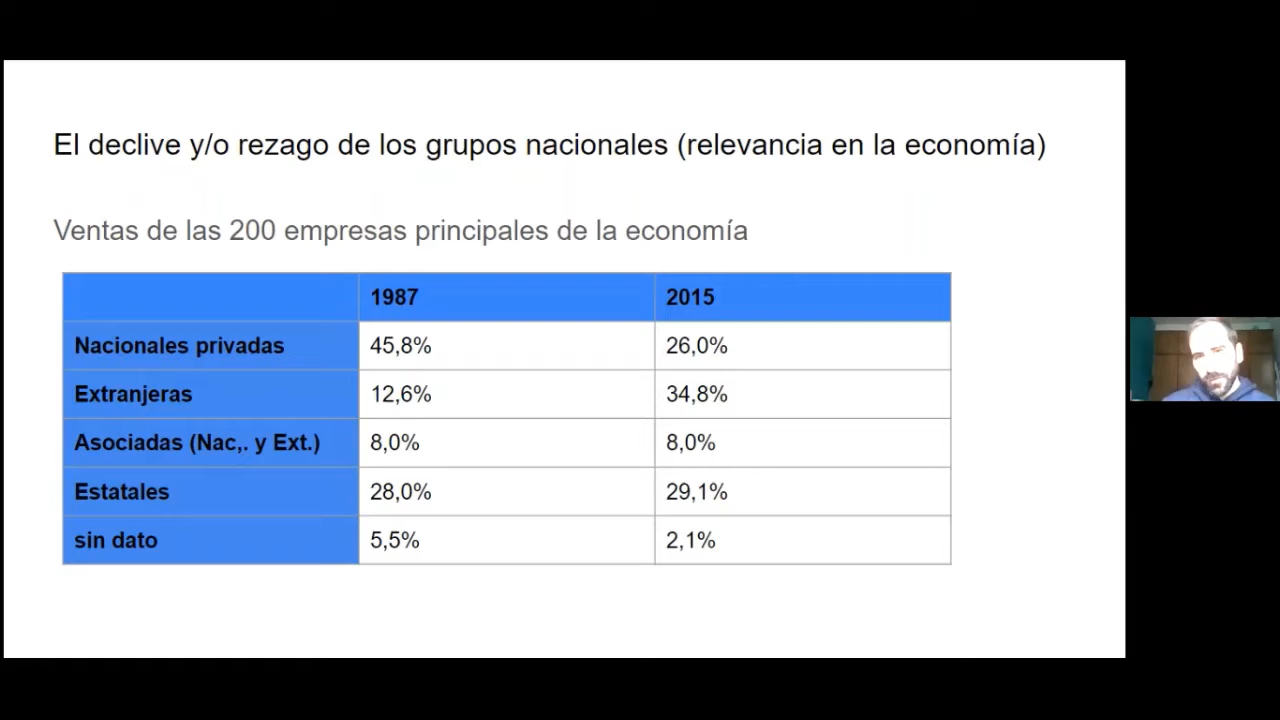 El declive y/o rezago de los grupos nacionales (relevancia en la economía)
Ventas de las 200 empresas principales de la economía
1987 2015
Nacionales privadas 45,8% 26,0%
Extranjeras 12,6% 34,8%
Asociadas (Nac,. y Ext.) 8,0% 8,0%
Estatales 28,0% 29,1%
sin dato 5,5% 2,1%